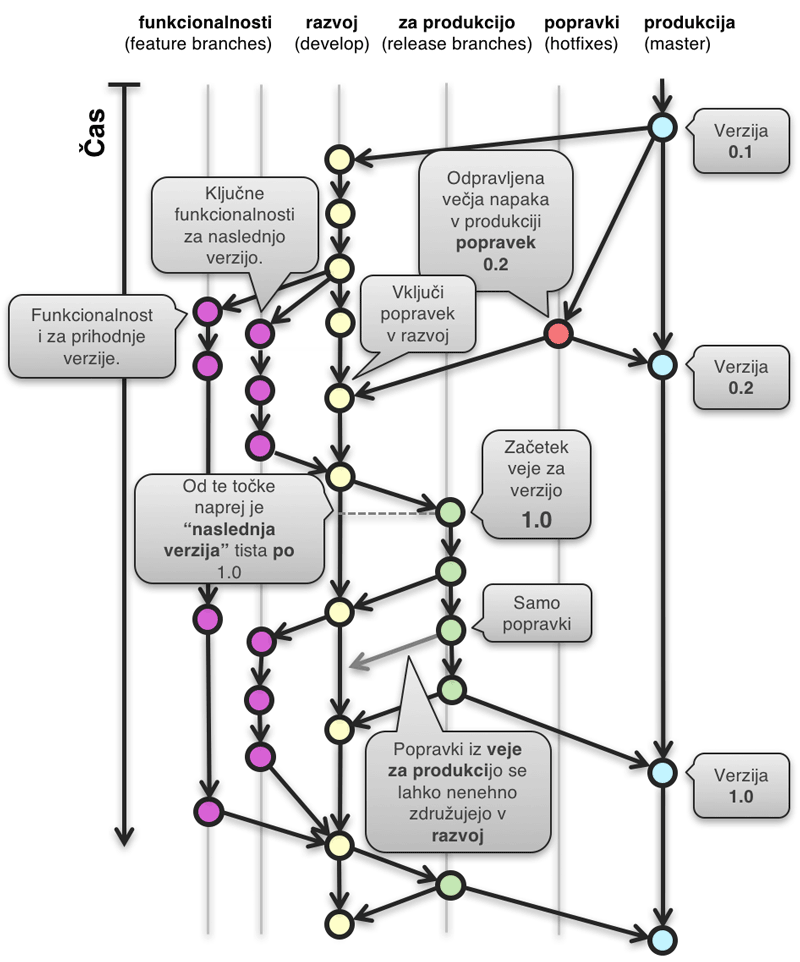 funkcionalnosti
(feature branches)
razvoj
(develop)
za produkcijo
(release branches)
popravki
(hotfixes)
produkcija
(master)
Čas
Verzija
0.1
Odpravljena
večja napaka
v produkciji
popravek
0.2
Ključne
funkcionalnosti
za naslednjo
verzijo.
Vključi
popravek
v razvoj
Funkcionalnost
i za prihodnje
verzije.
Verzija
0.2
Začetek
veje za
verzijo
1.0
Od te točke
naprej je
“naslednja
verzija” tista po
1.0
Samo
popravki
Popravki iz veje
za produkcijo se
lahko nenehno
združujejo v
razvoj
Verzija
1.0